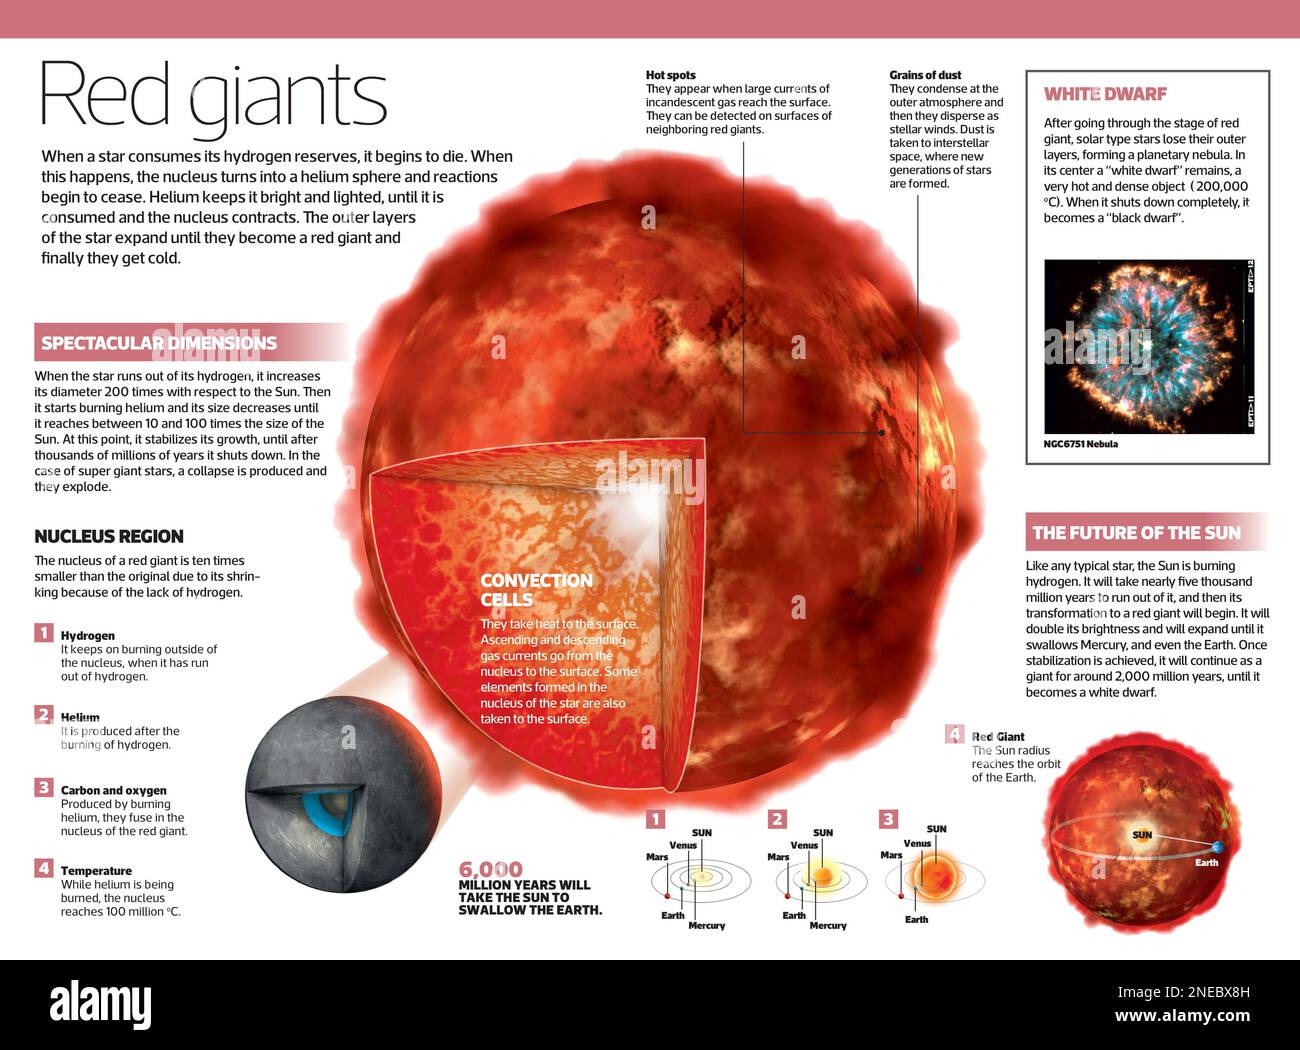 Red giants
When a star consumes its hydrogen reserves, it begins to die. When
this happens, the nucleus turns into a helium sphere and reactions
begin to cease. Helium keeps it bright and lighted, until it is
consumed and the nucleus contracts. The outer layers
of the star expand until they become a red giant and
finally they get cold.
SPECTACULAR DIMENSIONS
When the star runs out of its hydrogen, it increases
its diameter 200 times with respect to the Sun. Then
it starts burning helium and its size decreases until
it reaches between 10 and 100 times the size of the
Sun. At this point, it stabilizes its growth, until after
thousands of millions of years it shuts down. In the
case of super giant stars, a collapse is produced and
they explode.
NUCLEUS REGION
The nucleus of a red giant is ten times
smaller than the original due to its shrin-
king because of the lack of hydrogen.
1 Hydrogen
It keeps on burning outside of
the nucleus, when it has run
out of hydrogen.
2 Helium
It is produced after the
burning of hydrogen.
3 Carbon and oxygen
Produced by burning
helium, they fuse in the
nucleus of the red giant.
4 Temperature
While helium is being
burned, the nucleus
reaches 100 million ºC.
Hot spots
They appear when large currents of
incandescent gas reach the surface.
They can be detected on surfaces of
neighboring red giants.
Grains of dust
They condense at the
outer atmosphere and
then they disperse as
stellar winds. Dust is
taken to interstellar
space, where new
generations of stars
are formed.
CONVECTION
CELLS
They take heat to the surface.
Ascending and descending
gas currents go from the
nucleus to the surface. Some
elements formed in the
nucleus of the star are also
taken to the surface.
WHITE DWARF
After going through the stage of red
giant, solar type stars lose their outer
layers, forming a planetary nebula. In
its center a "white dwarf" remains, a
very hot and dense object (200,000
ºC). When it shuts down completely, it
becomes a "black dwarf".
EPT▷12
EPT▷11
NGC6751 Nebula
THE FUTURE OF THE SUN
Like any typical star, the Sun is burning
hydrogen. It will take nearly five thousand
million years to run out of it, and then its
transformation to a red giant will begin. It will
double its brightness and will expand until it
swallows Mercury, and even the Earth. Once
stabilization is achieved, it will continue as a
giant for around 2,000 million years, until it
becomes a white dwarf.
6,000
MILLION YEARS WILL
TAKE THE SUN TO
SWALLOW THE EARTH.
1
SUN
Venus
Mars
Earth
Mercury
2
SUN
Venus
Mars
Earth
Mercury
3
SUN
Venus
Mars
Earth
4 Red Giant
The Sun radius
reaches the orbit
of the Earth.
SUN
Earth
alamy
alamy
alamy
a
a
a
a
a
a
a
a
a
alamy
alamy
alamy
Image ID: 2NEBX8H
www.alamy.com